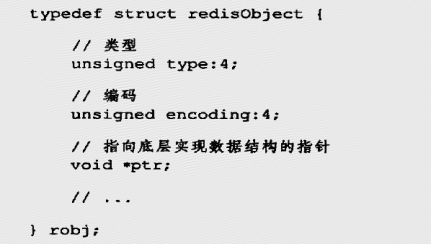 typedef struct redisObject {
// 类型
unsigned type:4;
// 编码
unsigned encoding:4;
// 指向底层实现数据结构的指针
void *ptr;
// ...
} robj;